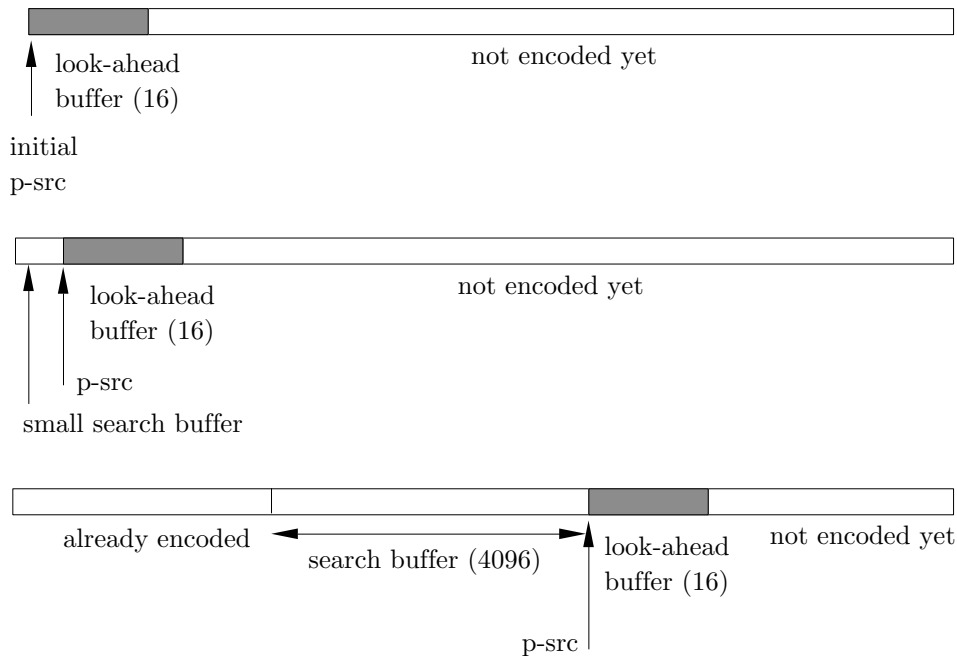 not encoded yet
look-ahead
buffer (16)
initial
p-src
look-ahead
buffer (16)
not encoded yet
p-src
small search buffer
already encoded
search buffer (4096)
look-ahead
buffer (16)
not encoded yet
p-src